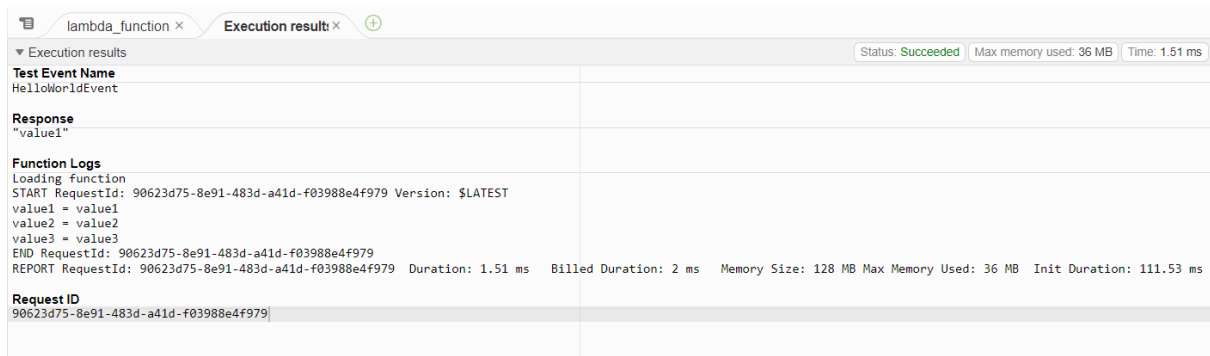 lambda_function × Execution results ×
Execution results Status: Succeeded Max memory used: 36 MB Time: 1.51 ms
Test Event Name
HelloWorldEvent
Response
"value1"
Function Logs
Loading function
START RequestId: 90623d75-8e91-483d-a41d-f03988e4f979 Version: $LATEST
value1 = value1
value2 = value2
value3 = value3
END RequestId: 90623d75-8e91-483d-a41d-f03988e4f979
REPORT RequestId: 90623d75-8e91-483d-a41d-f03988e4f979 Duration: 1.51 ms Billed Duration: 2 ms Memory Size: 128 MB Max Memory Used: 36 MB Init Duration: 111.53 ms
Request ID
90623d75-8e91-483d-a41d-f03988e4f979